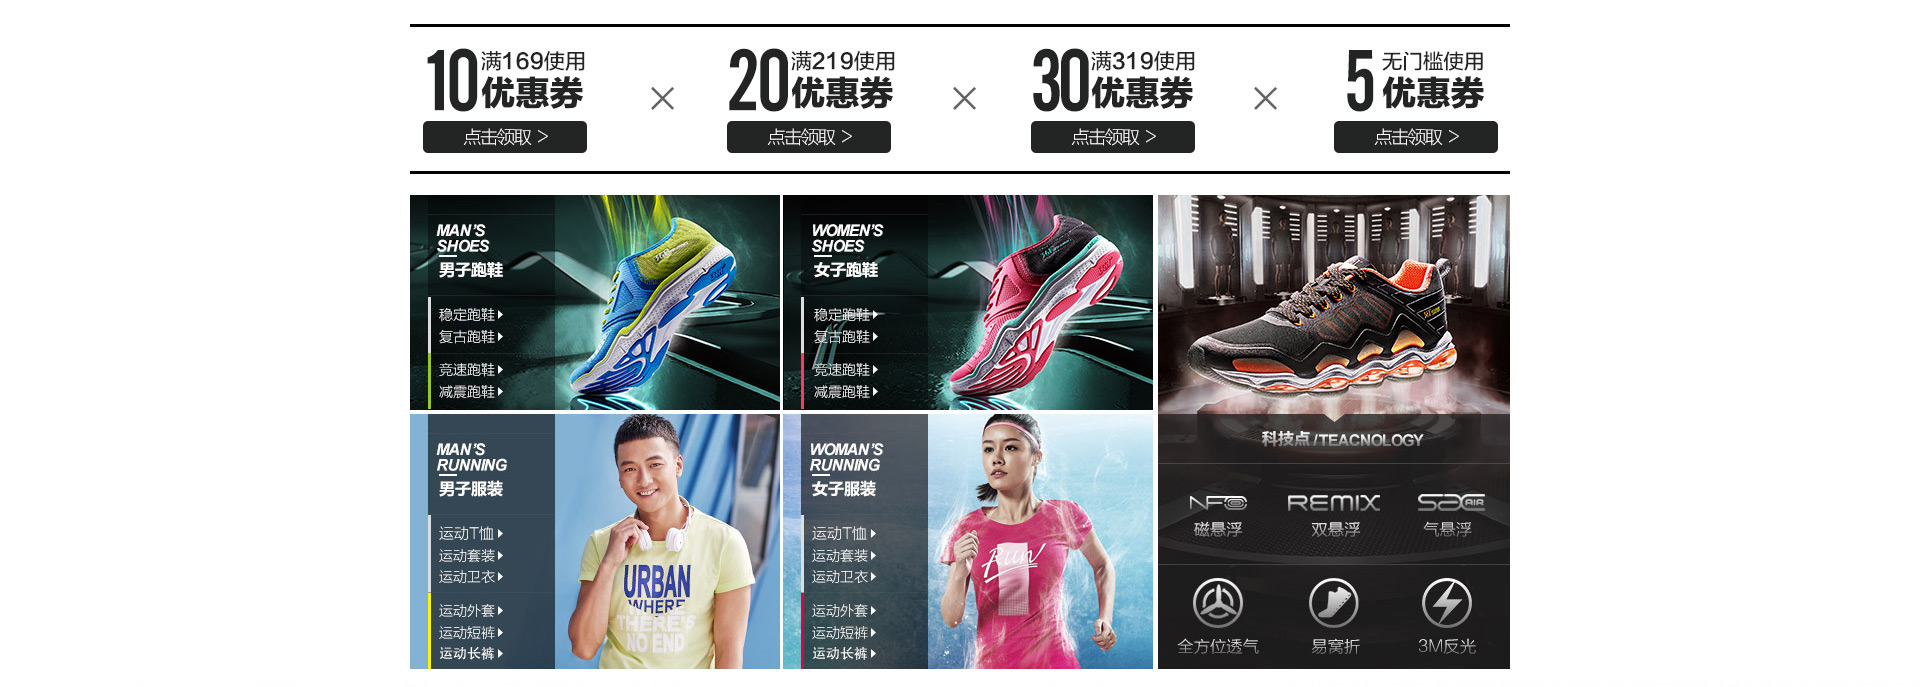 10 满169使用
优惠券
点击领取 >
×
20 满219使用
优惠券
点击领取 >
×
30 满319使用
优惠券
点击领取 >
×
5 无门槛使用
优惠券
点击领取 >
MAN'S
SHOES
男子跑鞋
稳定跑鞋
复古跑鞋
竞速跑鞋
减震跑鞋
WOMEN'S
SHOES
女子跑鞋
稳定跑鞋
复古跑鞋
竞速跑鞋
减震跑鞋
MAN'S
RUNNING
男子服装
运动T恤
运动套装
运动卫衣
运动外套
运动短裤
运动长裤
URBAN
WHERE
THERE'S
NO END
WOMAN'S
RUNNING
女子服装
运动T恤
运动套装
运动卫衣
运动外套
运动短裤
运动长裤
Run
科技点/TEACNOLOGY
NFO REMIX SAC AIR
磁悬浮 双悬浮 气悬浮
全方位透气 易窝折 3M反光